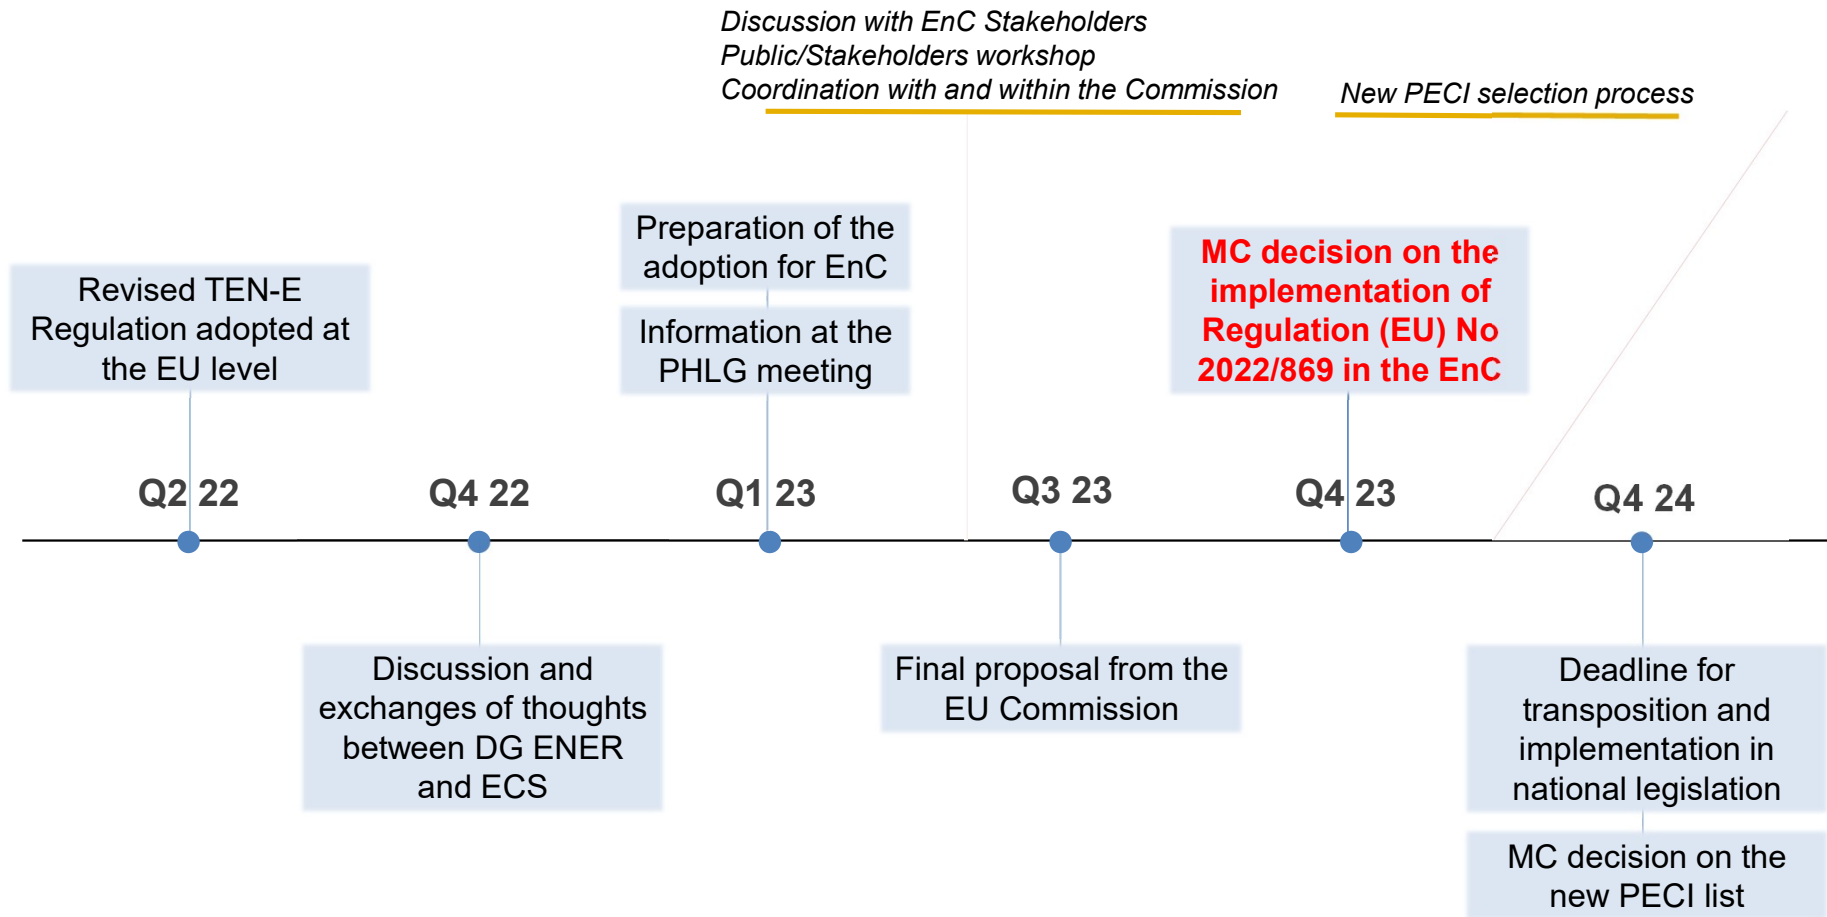 Discussion with EnC Stakeholders
Public/Stakeholders workshop
Coordination with and within the Commission
New PECI selection process
Preparation of the
adoption for EnC
Information at the
PHLG meeting
MC decision on the
implementation of
Regulation (EU) No
2022/869 in the EnC
Revised TEN-E
Regulation adopted at
the EU level
Q2 22
Q4 22
Q1 23
Q3 23
Q4 23
Q4 24
Discussion and
exchanges of thoughts
between DG ENER
and ECS
Final proposal from the
EU Commission
Deadline for
transposition and
implementation in
national legislation
MC decision on the
new PECI list